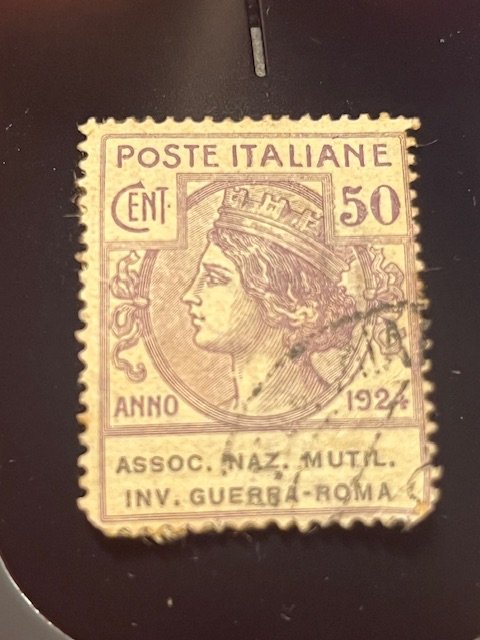 POSTE ITALIANE
CENT. 50
ANNO 1924
ASSOC. NAZ. MUTIL.
INV. GUERRA-ROMA